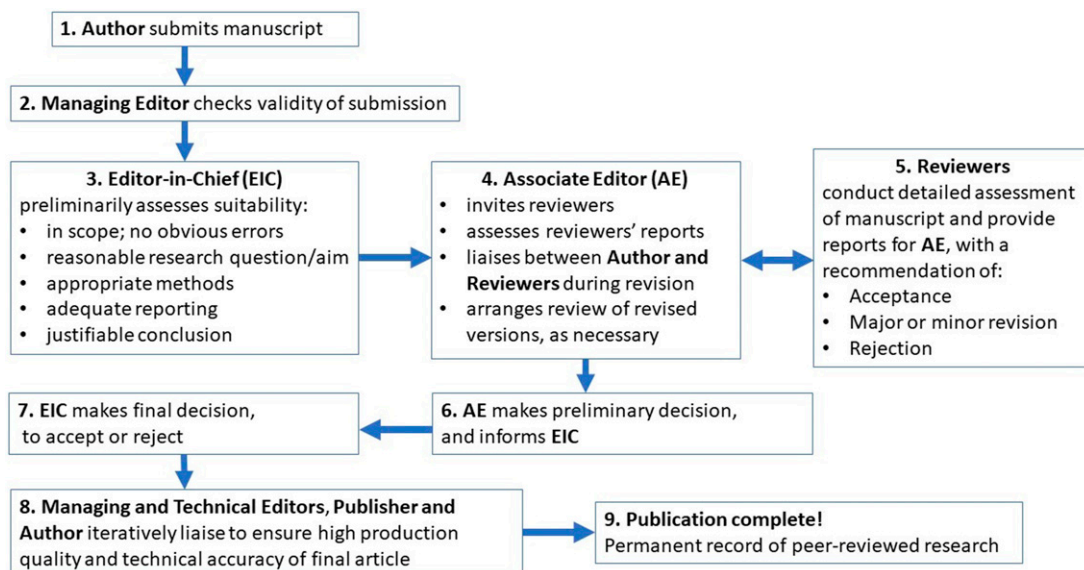 1. Author submits manuscript
2. Managing Editor checks validity of submission
3. Editor-in-Chief (EIC)
preliminarily assesses suitability:
• in scope; no obvious errors
• reasonable research question/aim
• appropriate methods
• adequate reporting
• justifiable conclusion
4. Associate Editor (AE)
• invites reviewers
• assesses reviewers’ reports
• liaises between Author and
Reviewers during revision
• arranges review of revised
versions, as necessary
5. Reviewers
conduct detailed assessment
of manuscript and provide
reports for AE, with a
recommendation of:
• Acceptance
• Major or minor revision
• Rejection
6. AE makes preliminary decision,
and informs EIC
7. EIC makes final decision,
to accept or reject
8. Managing and Technical Editors, Publisher and
Author iteratively liaise to ensure high production
quality and technical accuracy of final article
9. Publication complete!
Permanent record of peer-reviewed research